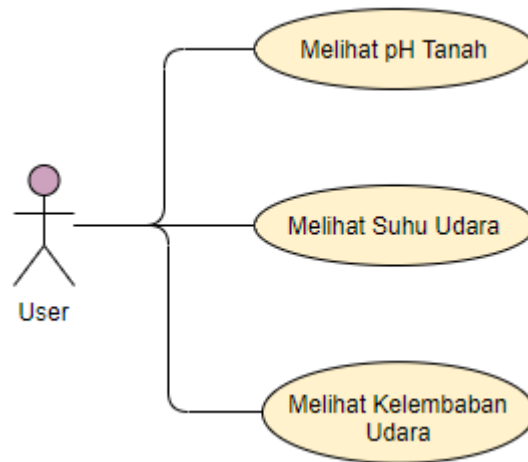 Melihat pH Tanah
Melihat Suhu Udara
User
Melihat Kelembaban
Udara